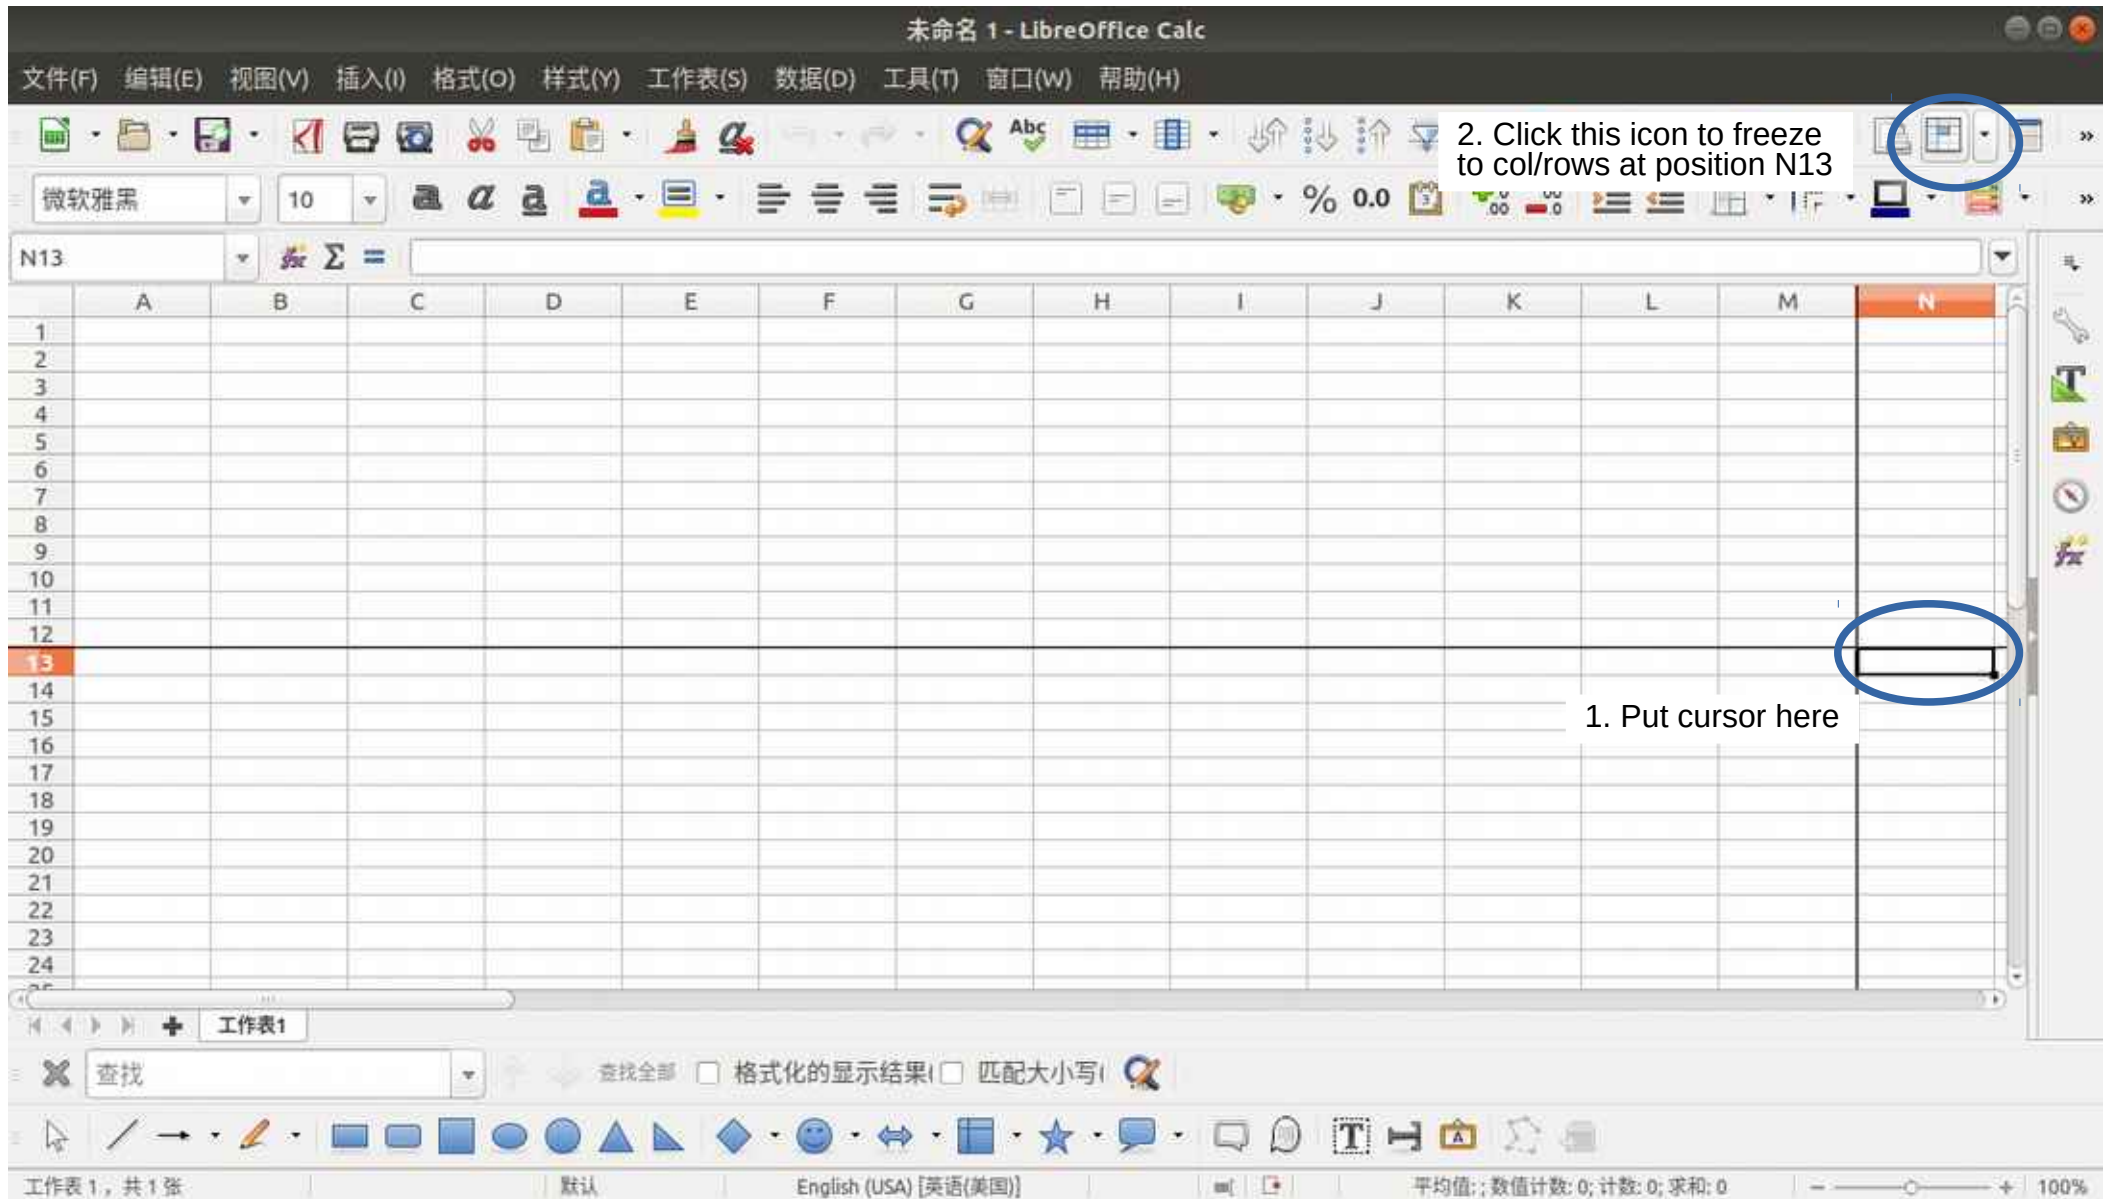 未命名 1 - LibreOffice Calc
文件(F) 编辑(E) 视图(V) 插入(I) 格式(O) 样式(Y) 工作表(S) 数据(D) 工具(T) 窗口(W) 帮助(H)
2. Click this icon to freeze
to col/rows at position N13
微软雅黑 10 % 0.0
N13
A B C D E F G H I J K L M N
1
2
3
4
5
6
7
8
9
10
11
12
13
14
1. Put cursor here
15
16
17
18
19
20
21
22
23
24
工作表1
查找 查找全部 格式化的显示结果( 匹配大小写(
工作表 1，共 1 张 默认 English (USA) [英语(美国)] 平均值: ; 数值计数: 0; 计数: 0; 求和: 0 100%